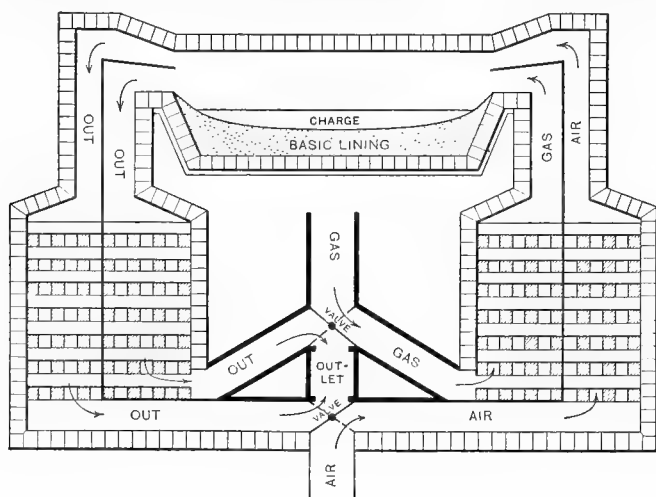 OUT
OUT
CHARGE
BASIC LINING
GAS
AIR
GAS
VALVE
OUT
OUT-
LET
GAS
OUT
VALVE
AIR
AIR